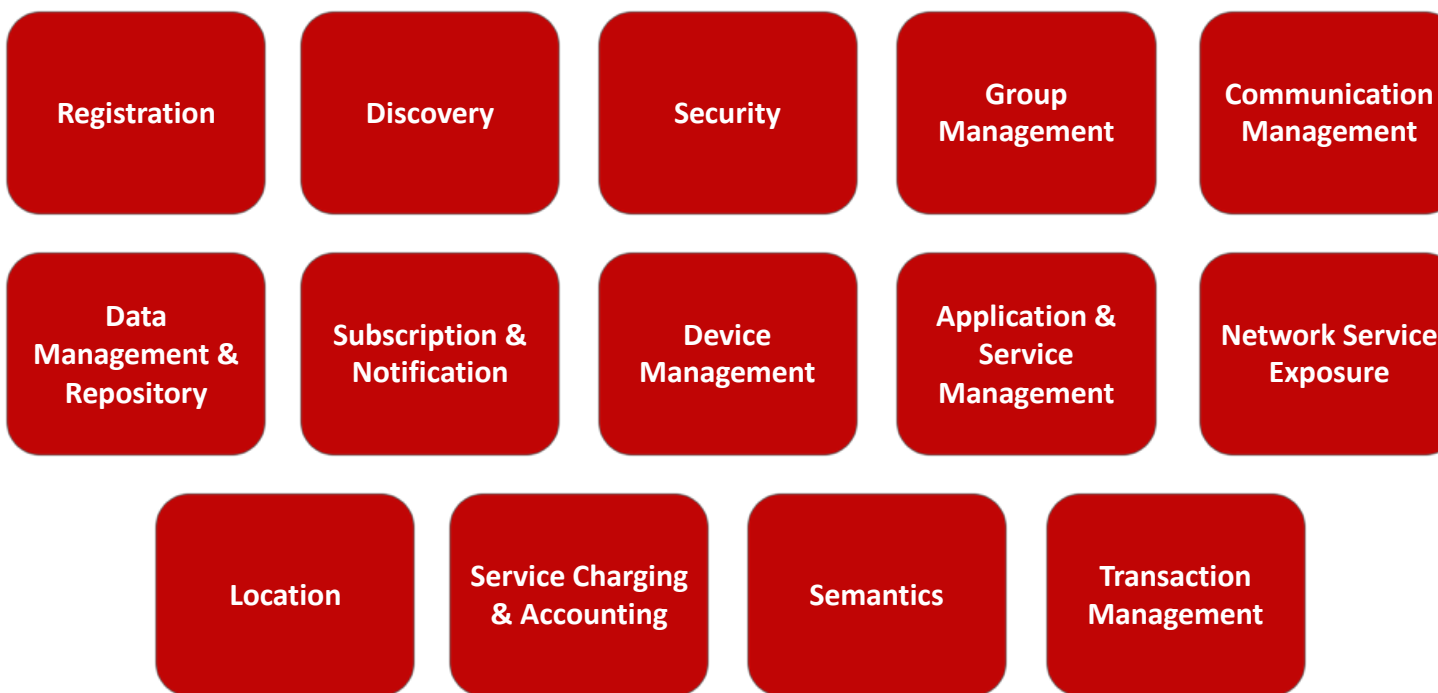 Registration
Discovery
Security
Group
Management
Communication
Management
Data
Management &
Repository
Subscription &
Notification
Device
Management
Application &
Service
Management
Network Service
Exposure
Location
Service Charging
& Accounting
Semantics
Transaction
Management